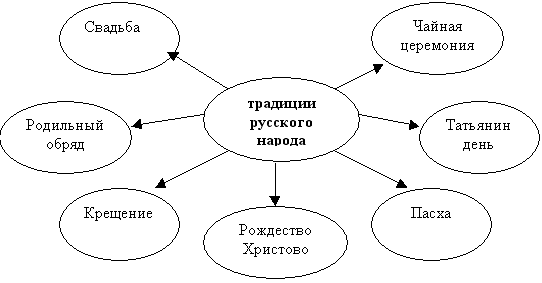 Свадьба
Чайная
церемония
традиции
русского
народа
Родильный
обряд
Татьянин
день
Крещение
Рождество
Христово
Пасха